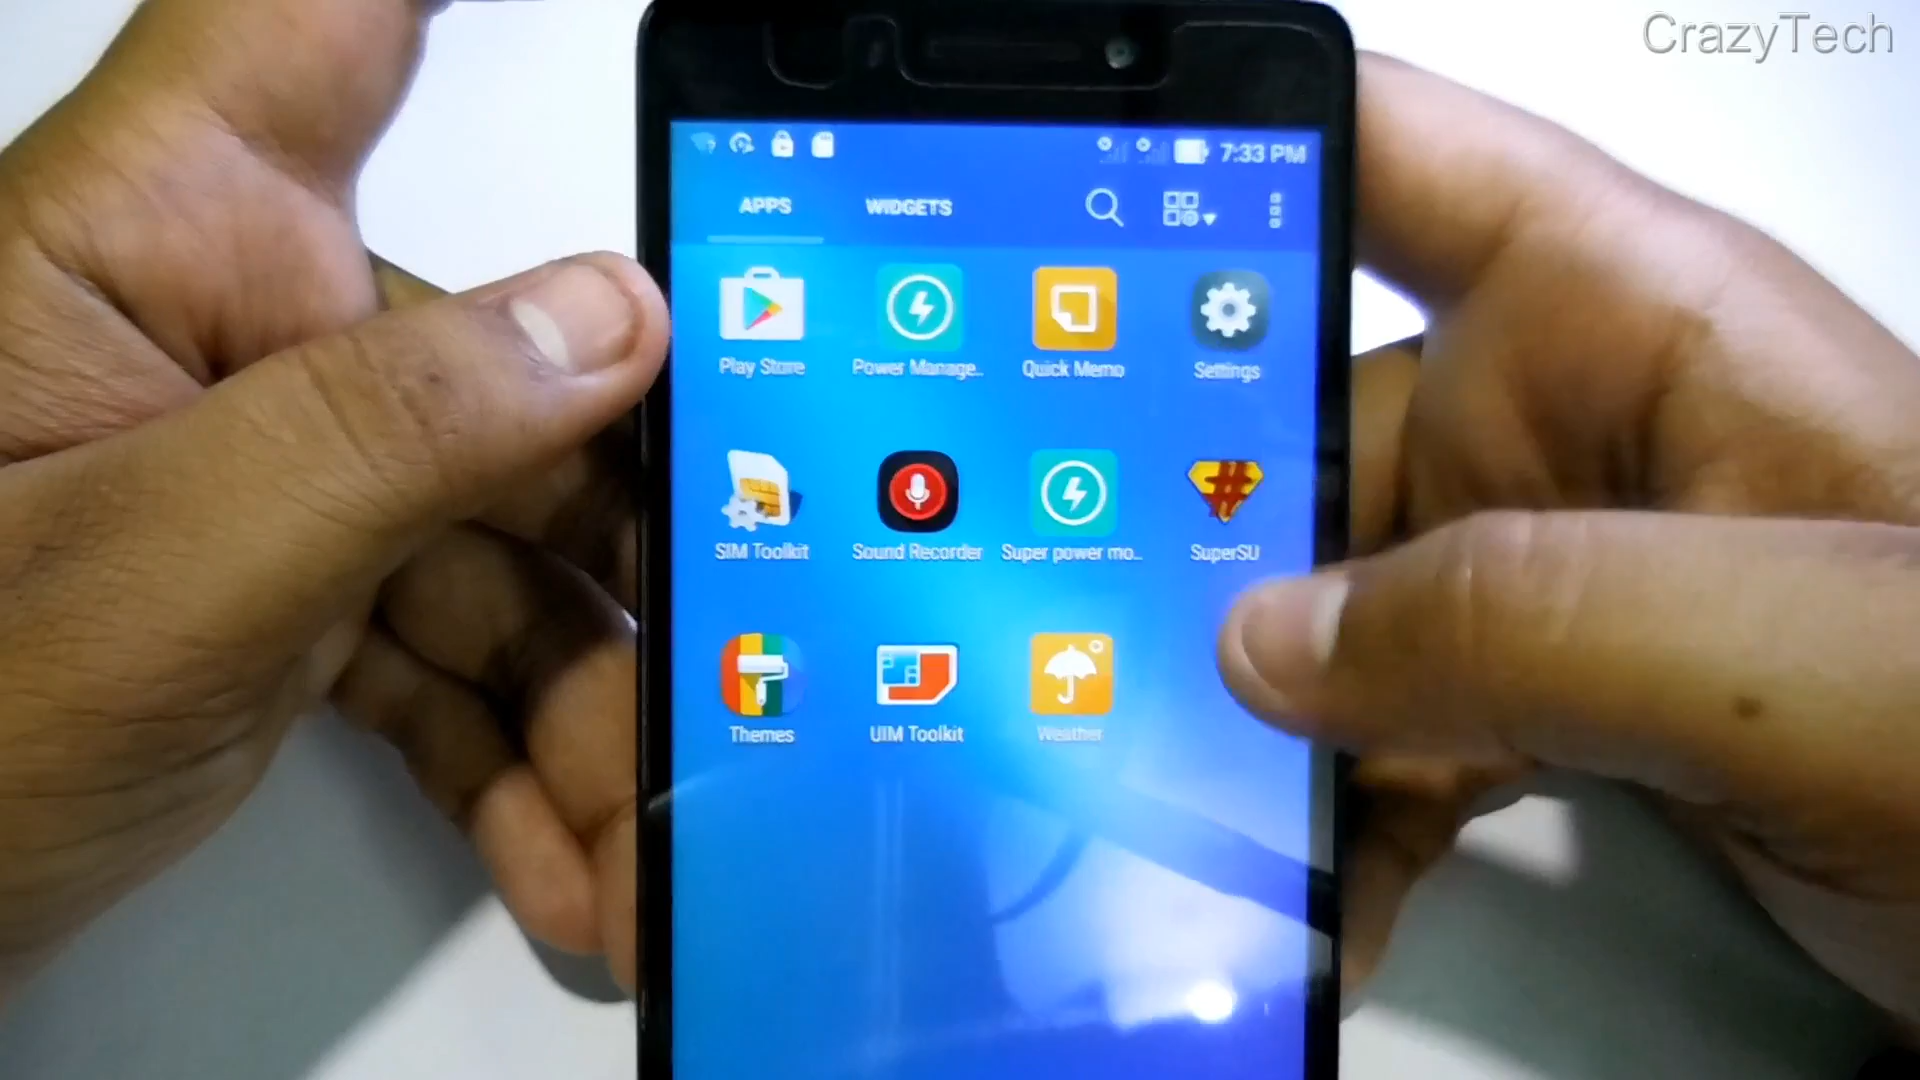 CrazyTech
7:33 PM
APPS WIDGETS
Play Store Power Manage.. Quick Memo Settings
SIM Toolkit Sound Recorder Super power mo.. SuperSU
Themes UIM Toolkit Weather